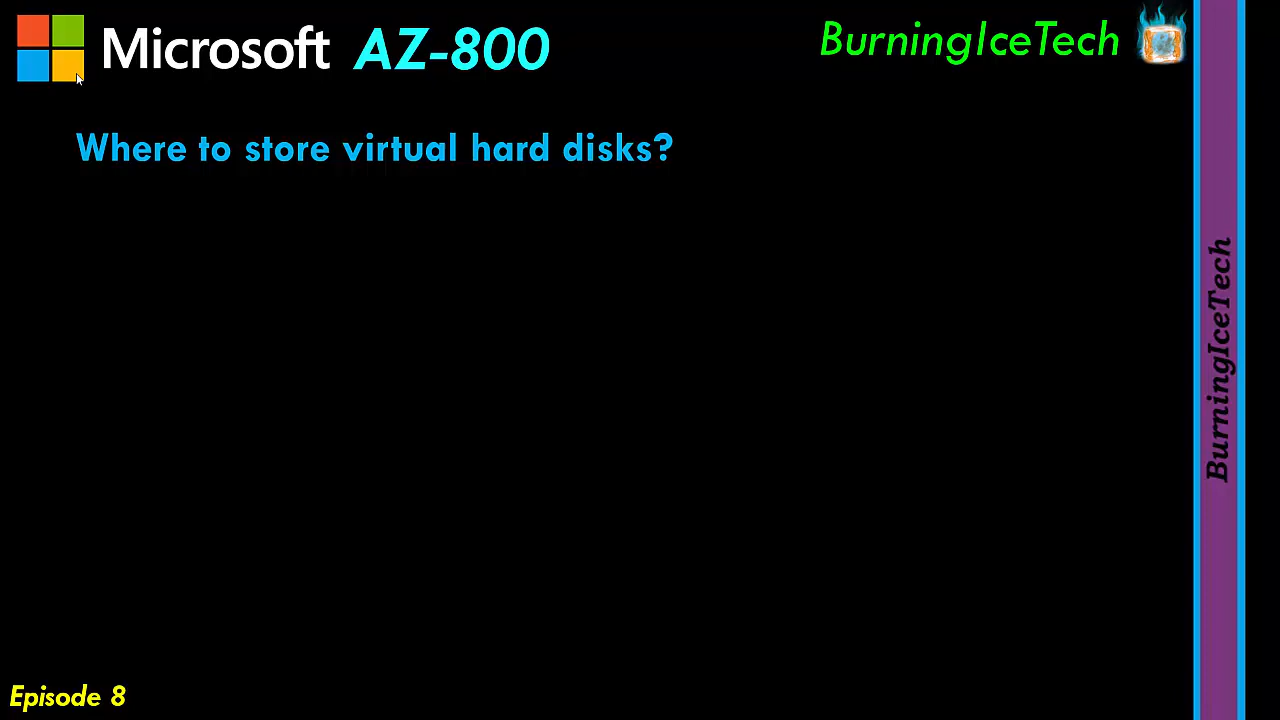 Microsoft AZ-800
BurningIceTech
Where to store virtual hard disks?
BurningIceTech
Episode 8